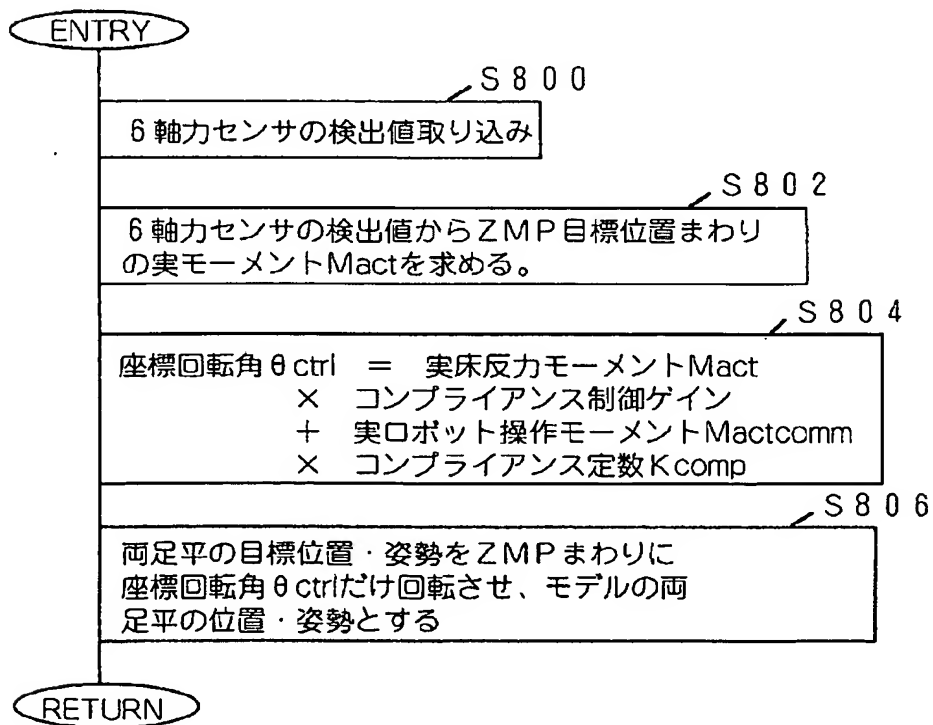 ENTRY
S800
6軸力センサの検出値取り込み
S802
6軸力センサの検出値からZMP目標位置まわり
の実モーメントMactを求める。
S804
座標回転角θctrl ＝ 実床反力モーメントMact
× コンプライアンス制御ゲイン
＋ 実ロボット操作モーメントMactcomm
× コンプライアンス定数Kcomp
S806
両足平の目標位置・姿勢をZMPまわりに
座標回転角θctrlだけ回転させ、モデルの両
足平の位置・姿勢とする
RETURN